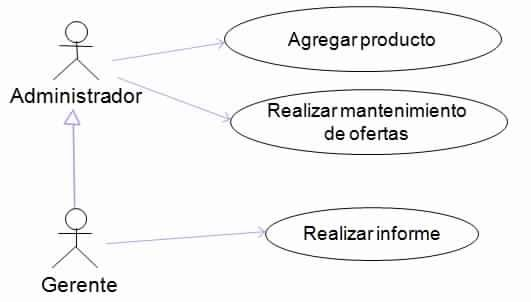 Agregar producto
Administrador
Realizar mantenimiento
de ofertas
Realizar informe
Gerente